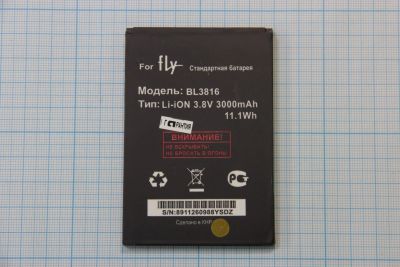 For fly Стандартная батарея
Модель: BL3816
Тип: Li-iON 3.8V 3000mAh
11.1Wh
ВНИМАНИЕ!
НЕ ВСКРЫВАТЬ!
НЕ БРОСАТЬ В ОГОНЬ!
S/N:8911260988YSDZ
Сделано в КНР